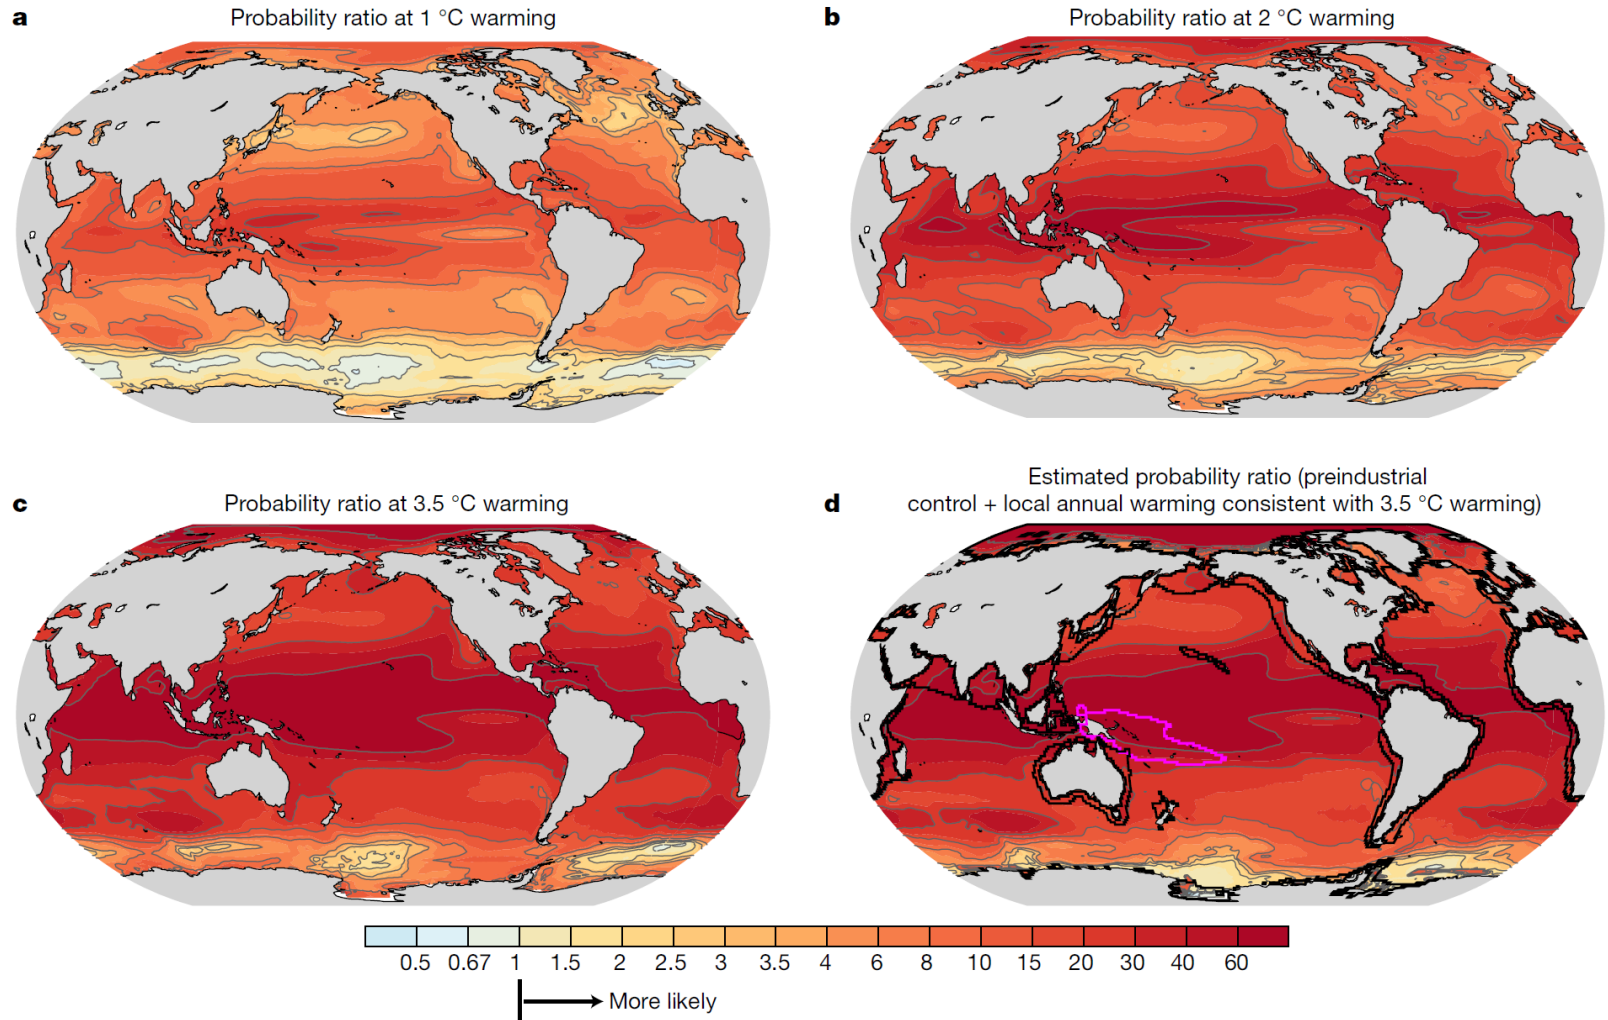 a
Probability ratio at 1 °C warming
b
Probability ratio at 2 °C warming
c
Probability ratio at 3.5 °C warming
d
Estimated probability ratio (preindustrial
control + local annual warming consistent with 3.5 °C warming)
0.5 0.67 1 1.5 2 2.5 3 3.5 4 6 8 10 15 20 30 40 60
More likely